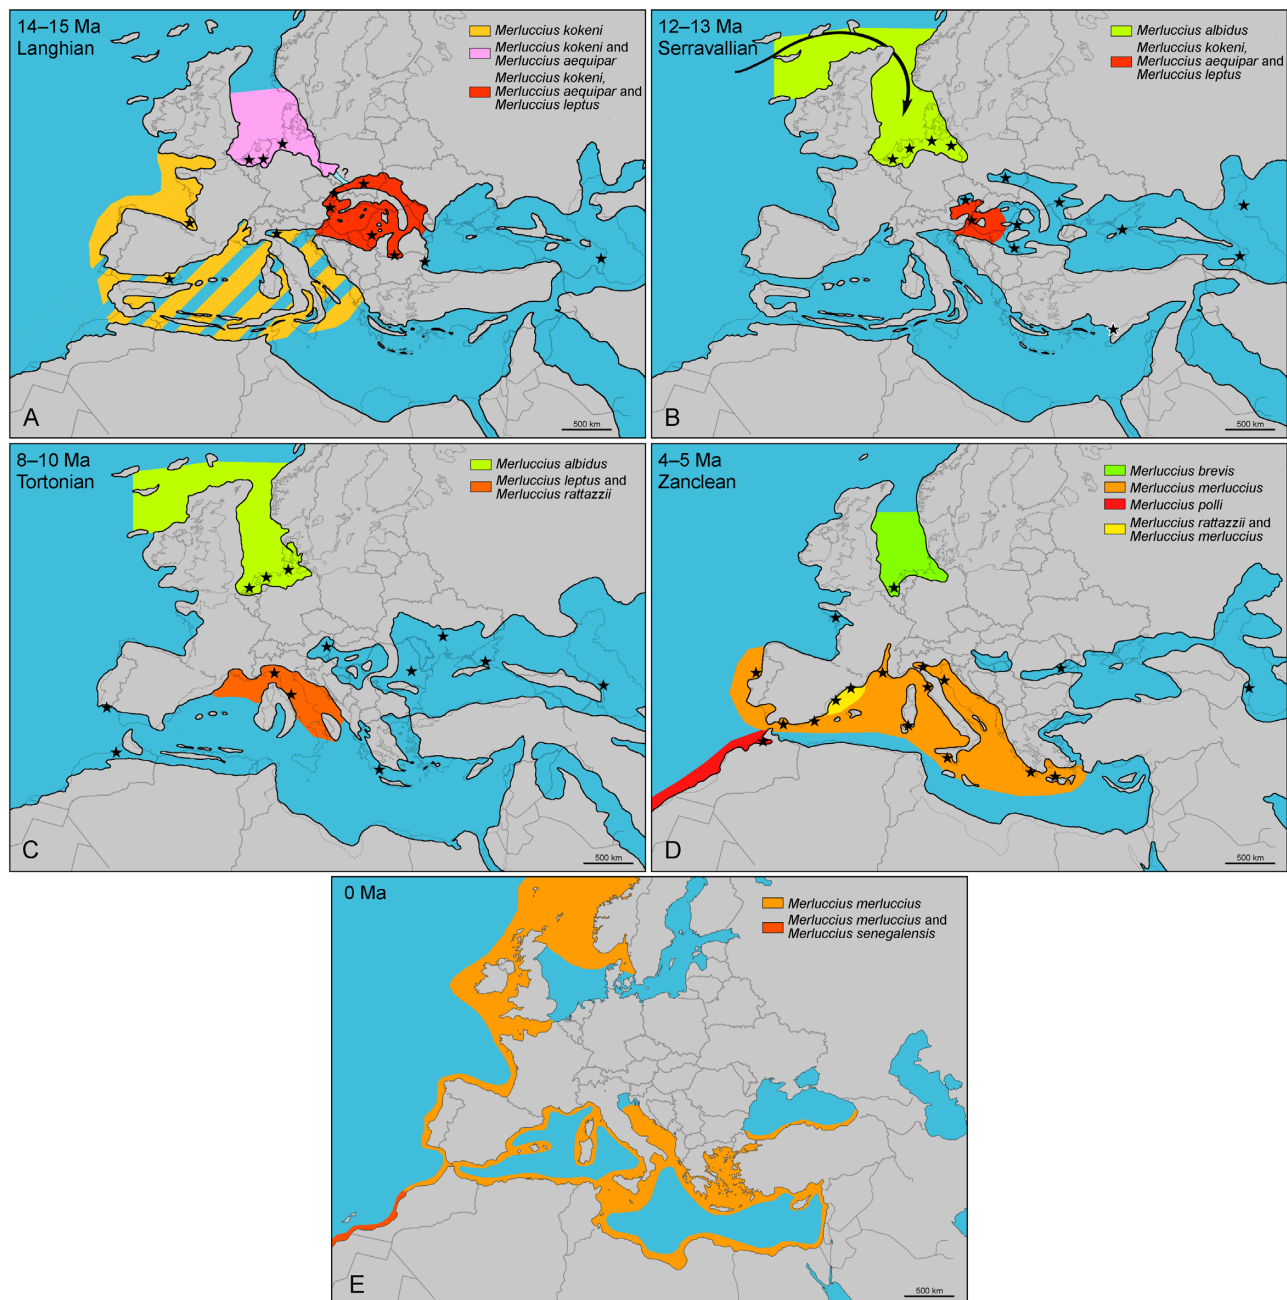 14–15 Ma
Langhian
Merluccius kokeni
Merluccius kokeni and
Merluccius aequipar
Merluccius kokeni,
Merluccius aequipar and
Merluccius leptus
?
A
500 km
12–13 Ma
Serravallian
Merluccius albidus
Merluccius kokeni,
Merluccius aequipar and
Merluccius leptus
B
500 km
8–10 Ma
Tortonian
Merluccius albidus
Merluccius leptus and
Merluccius rattazzii
C
500 km
4–5 Ma
Zanclean
Merluccius brevis
Merluccius merluccius
Merluccius polli
Merluccius rattazzii and
Merluccius merluccius
D
500 km
0 Ma
Merluccius merluccius
Merluccius merluccius and
Merluccius senegalensis
E
500 km